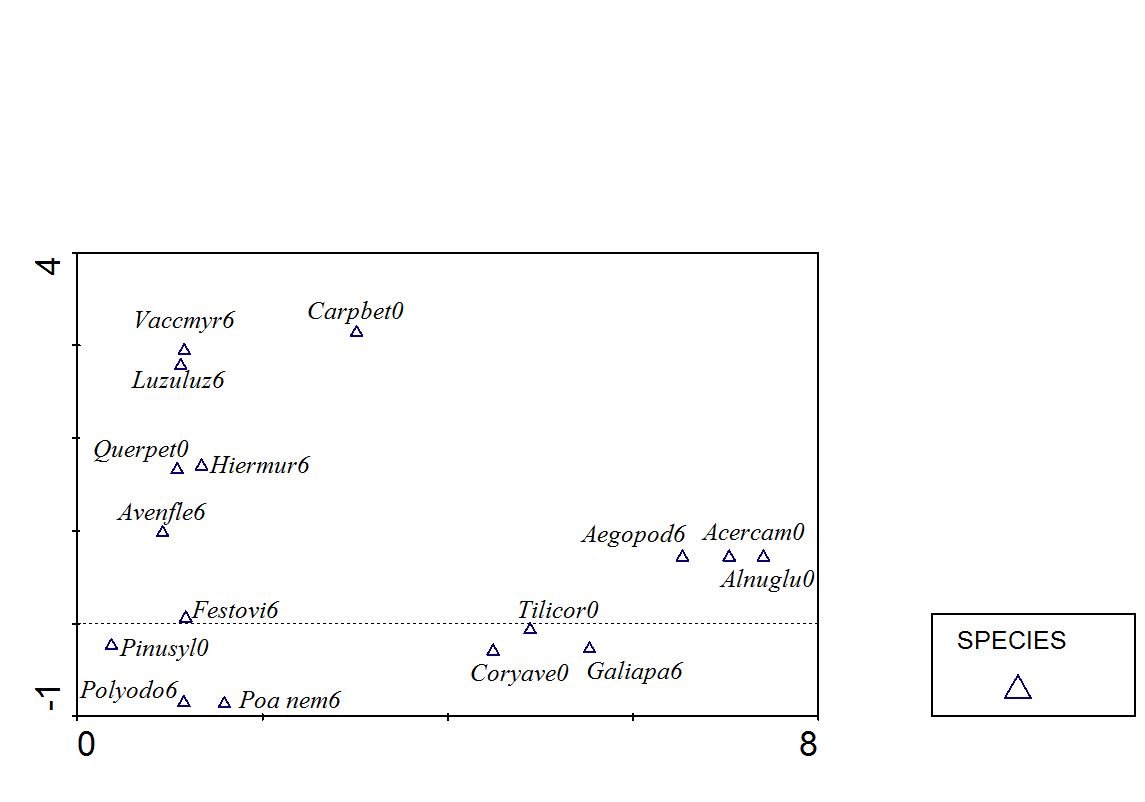 4
Carpbet0
Vaccmyr6
Luzuluz6
Querpet0
Hiermur6
Avenfle6
Aegopod6
Acercam0
Alnuglu0
Festovi6
Tilicor0
Pinusyl0
Coryave0
Galiapa6
Polyodo6
Poa nem6
-1
0
8
SPECIES